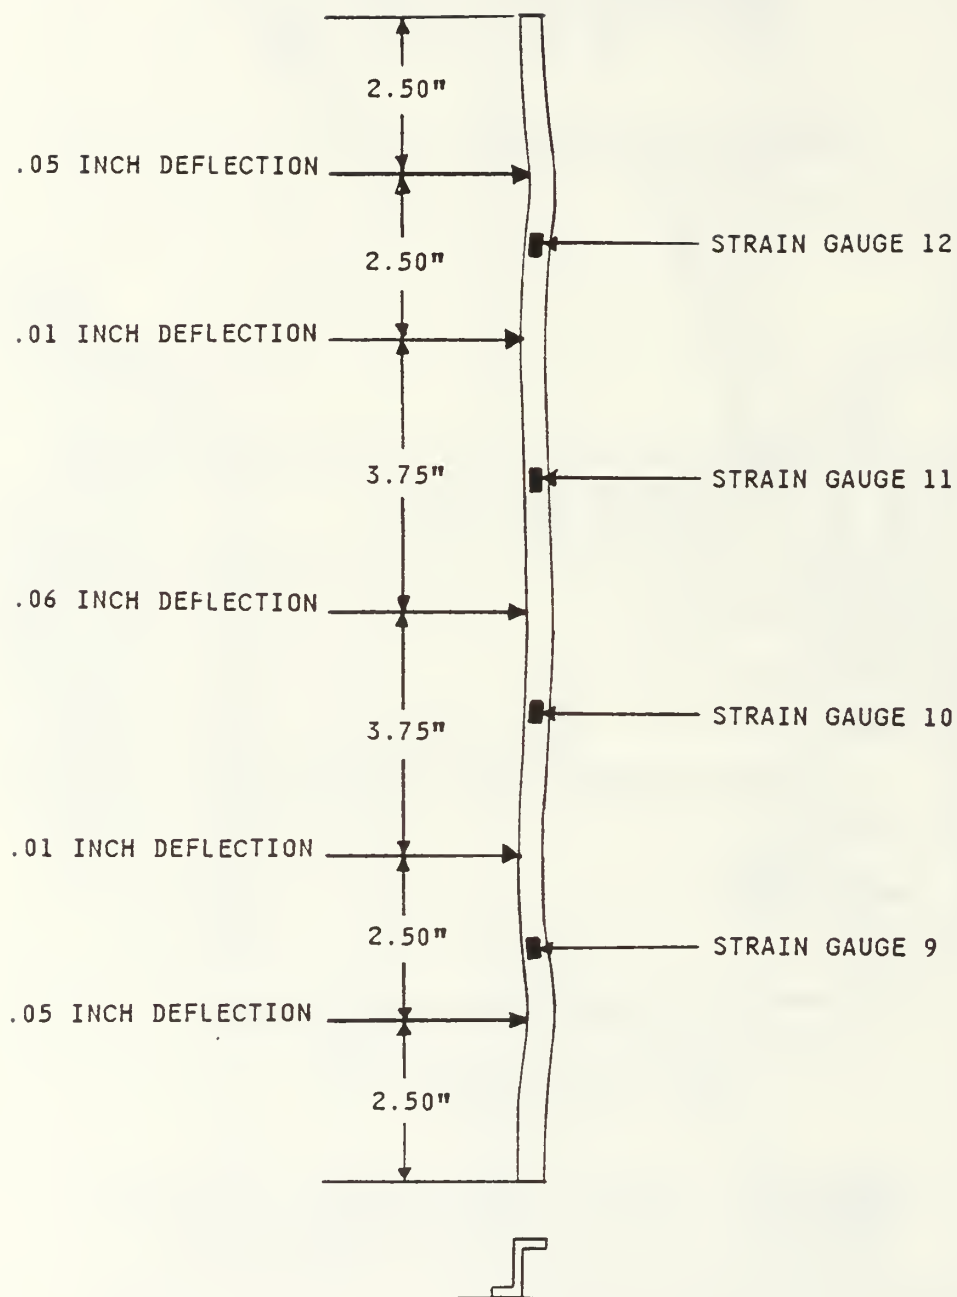 2.50"
.05 INCH DEFLECTION
STRAIN GAUGE 12
2.50"
.01 INCH DEFLECTION
3.75"
STRAIN GAUGE 11
.06 INCH DEFLECTION
STRAIN GAUGE 10
3.75"
.01 INCH DEFLECTION
2.50"
STRAIN GAUGE 9
.05 INCH DEFLECTION
2.50"